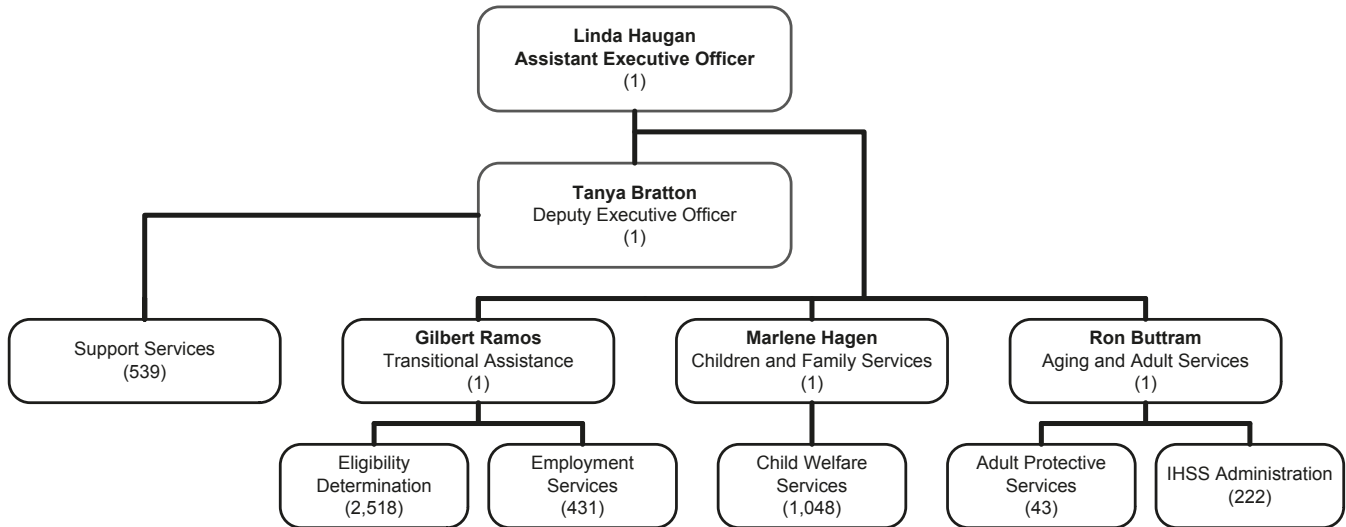 Linda Haugan
Assistant Executive Officer
(1)
Tanya Bratton
Deputy Executive Officer
(1)
Support Services
(539)
Gilbert Ramos
Transitional Assistance
(1)
Marlene Hagen
Children and Family Services
(1)
Ron Buttram
Aging and Adult Services
(1)
Eligibility
Determination
(2,518)
Employment
Services
(431)
Child Welfare
Services
(1,048)
Adult Protective
Services
(43)
IHSS Administration
(222)